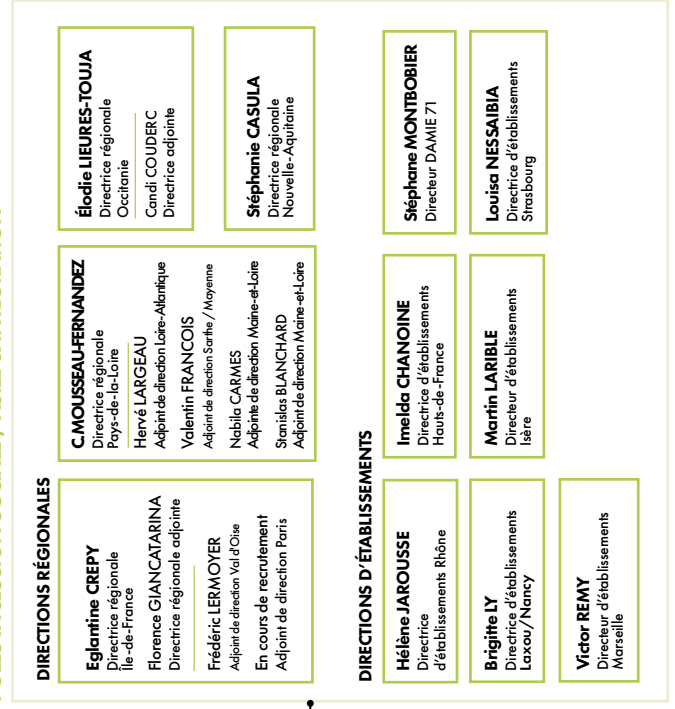 DIRECTIONS RÉGIONALES
Eglantine CREPY
Directrice régionale
Île-de-France
Florence GIANCATARINA
Directrice régionale adjointe
Frédéric LERMOYER
Adjoint de direction Val d'Oise
En cours de recrutement
Adjoint de direction Paris
C.MOUSSEAU-FERNANDEZ
Directrice régionale
Pays-de-la-Loire
Hervé LARGEAU
Adjoint de direction Loire-Atlantique
Valentin FRANCOIS
Adjoint de direction Sarthe / Mayenne
Nabila CARMES
Adjointe de direction Maine-et-Loire
Stanislas BLANCHARD
Adjoint de direction Maine-et-Loire
Élodie LIEURES-TOUJA
Directrice régionale
Occitanie
Candi COUDERC
Directrice adjointe
Stéphanie CASULA
Directrice régionale
Nouvelle-Aquitaine
DIRECTIONS D'ÉTABLISSEMENTS
Hélène JAROUSSE
Directrice
d'établissements Rhône
Brigitte LY
Directrice d'établissements
Laxou/Nancy
Victor REMY
Directeur d'établissements
Marseille
Imelda CHANOINE
Directrice d'établissements
Hauts-de-France
Martin LARIBLE
Directeur d'établissements
Isère
Stéphane MONTBOBIER
Directeur DAMIE 71
Louisa NESSAIBIA
Directrice d'établissements
Strasbourg